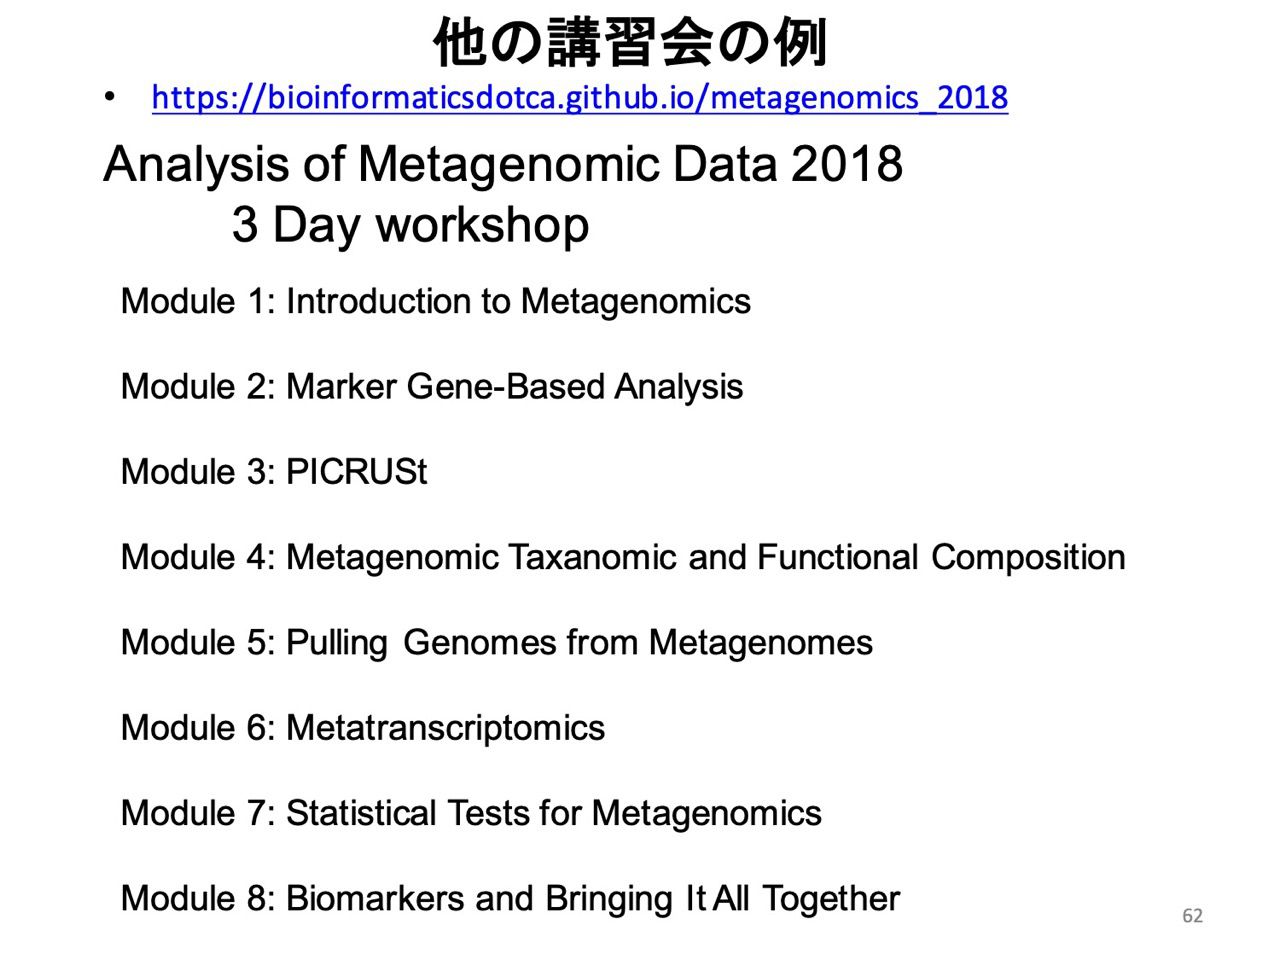 他の講習会の例
• https://bioinformaticsdotca.github.io/metagenomics_2018
Analysis of Metagenomic Data 2018
3 Day workshop
Module 1: Introduction to Metagenomics
Module 2: Marker Gene-Based Analysis
Module 3: PICRUSt
Module 4: Metagenomic Taxanomic and Functional Composition
Module 5: Pulling Genomes from Metagenomes
Module 6: Metatranscriptomics
Module 7: Statistical Tests for Metagenomics
Module 8: Biomarkers and Bringing It All Together
62